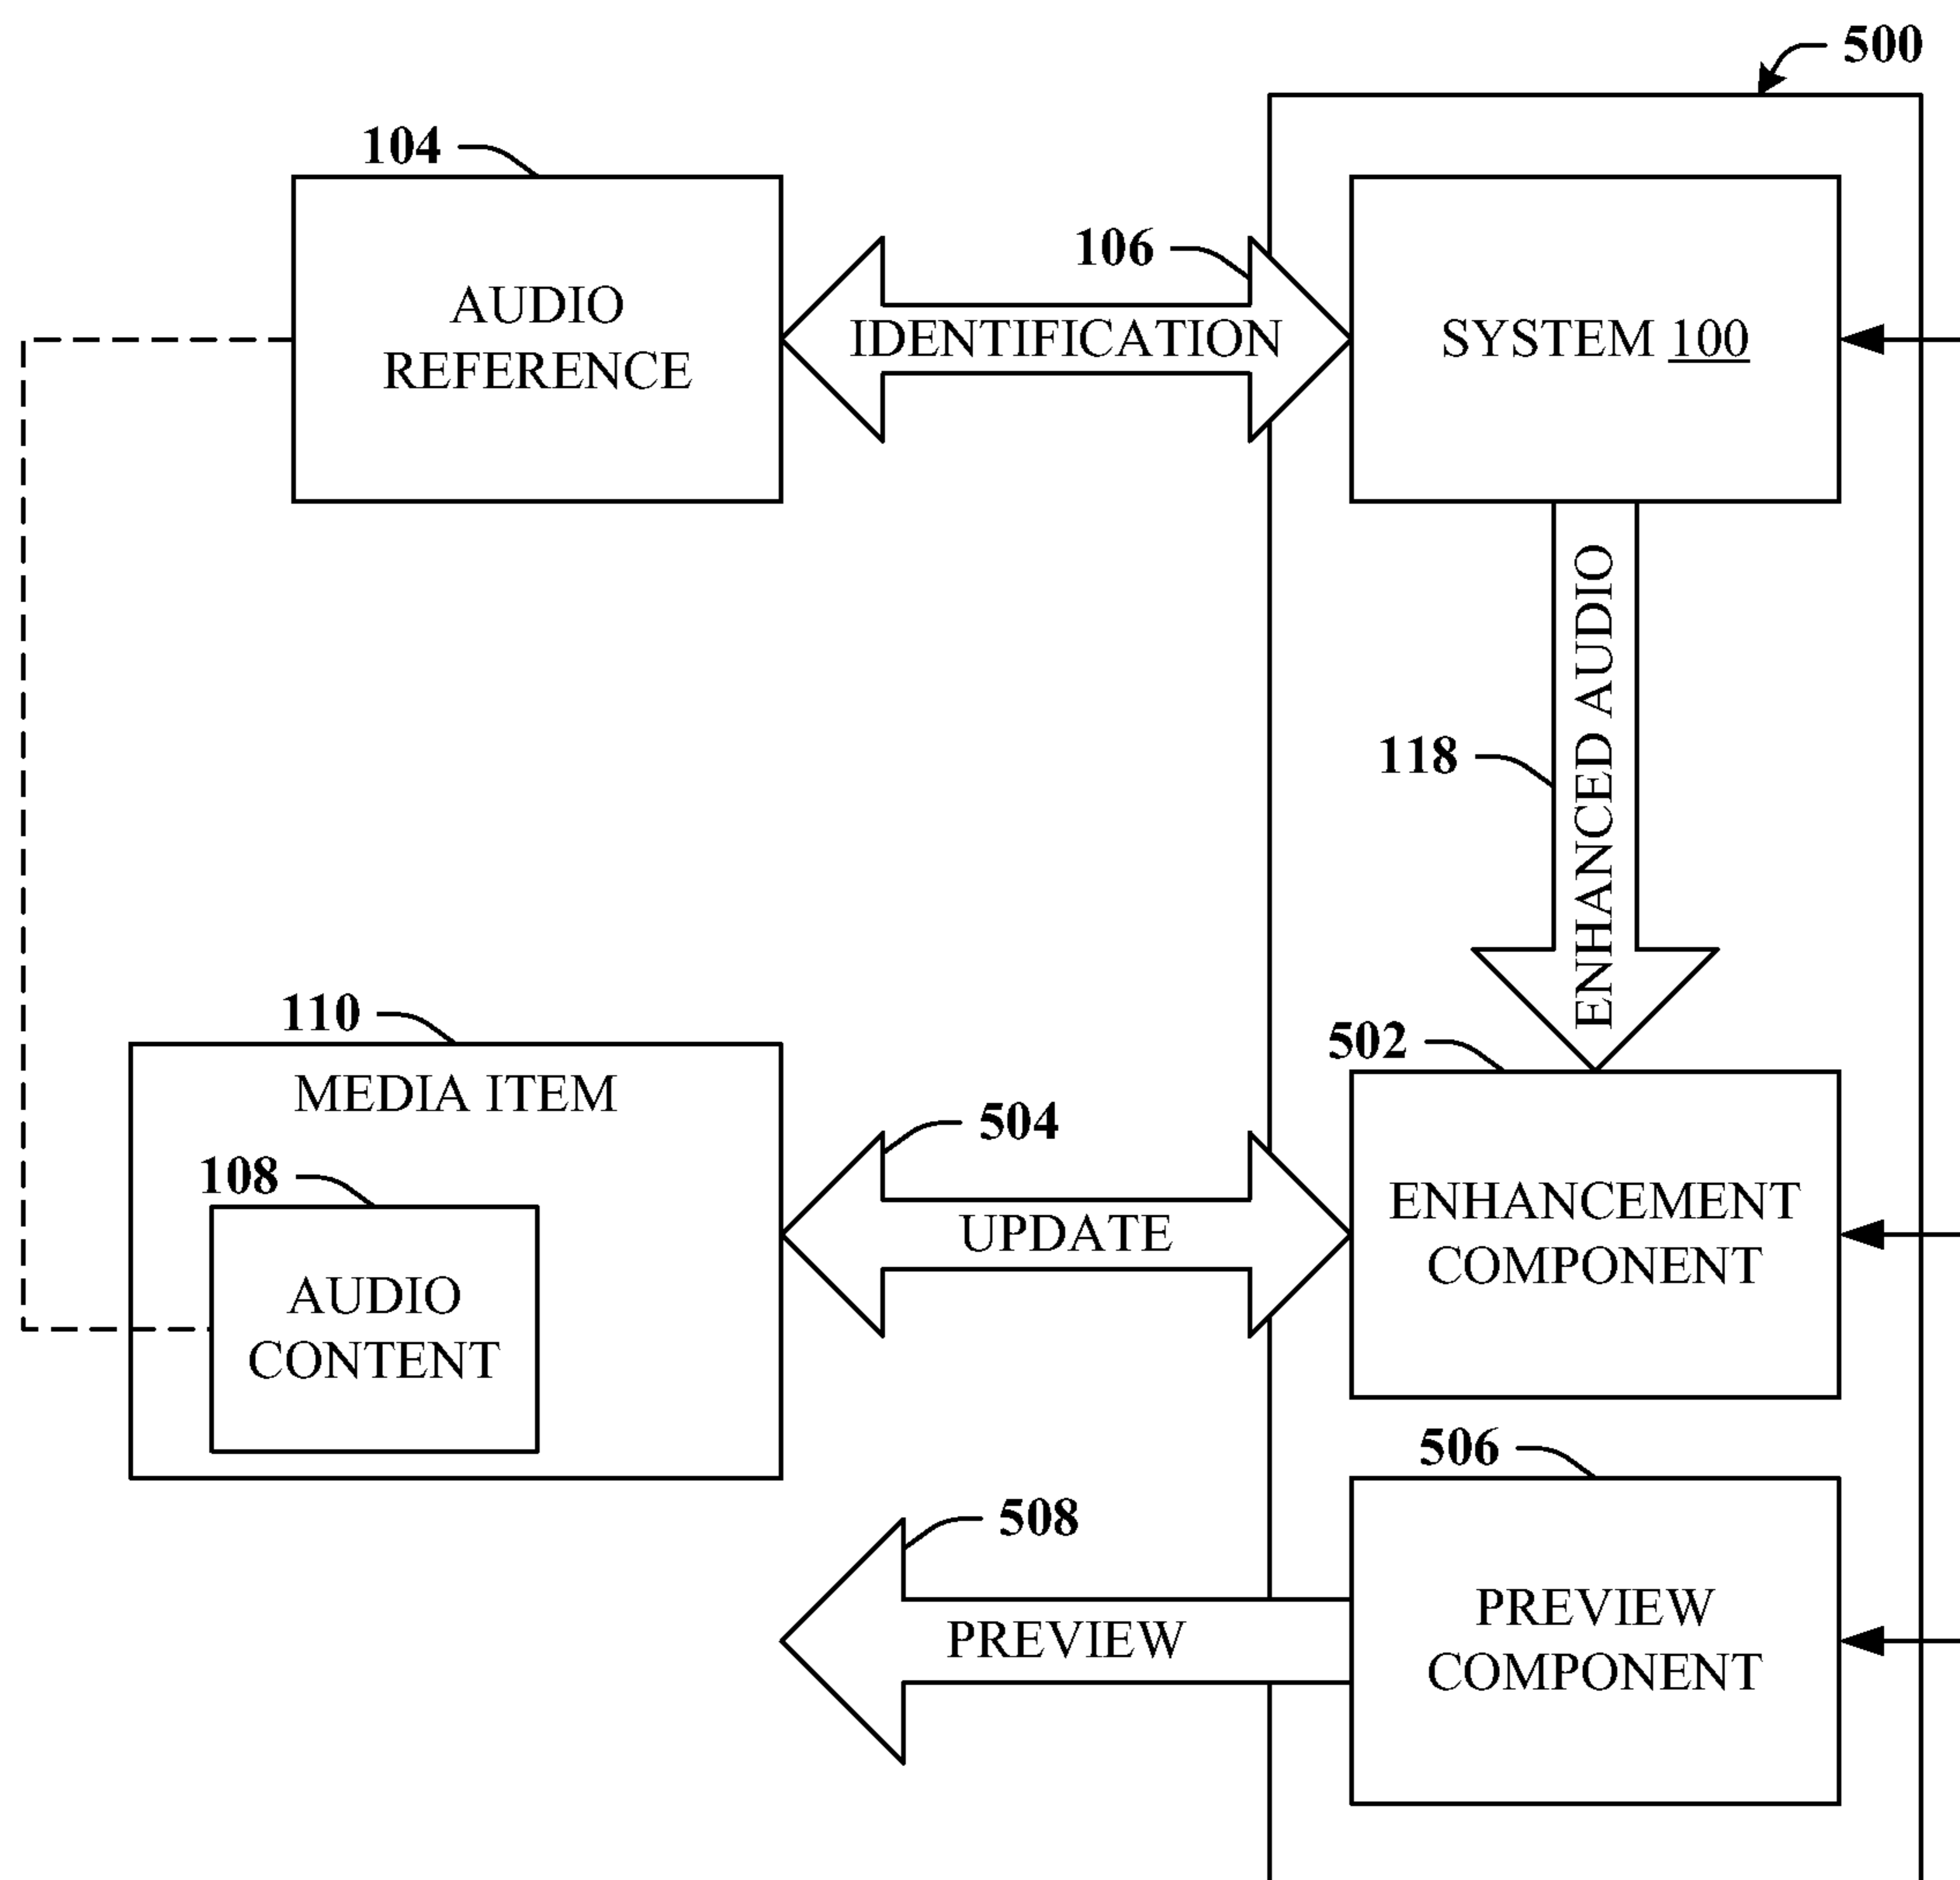 500
104
AUDIO
REFERENCE
106
IDENTIFICATION
SYSTEM 100
118
ENHANCED AUDIO
110
MEDIA ITEM
108
AUDIO
CONTENT
504
UPDATE
502
ENHANCEMENT
COMPONENT
508
PREVIEW
506
PREVIEW
COMPONENT